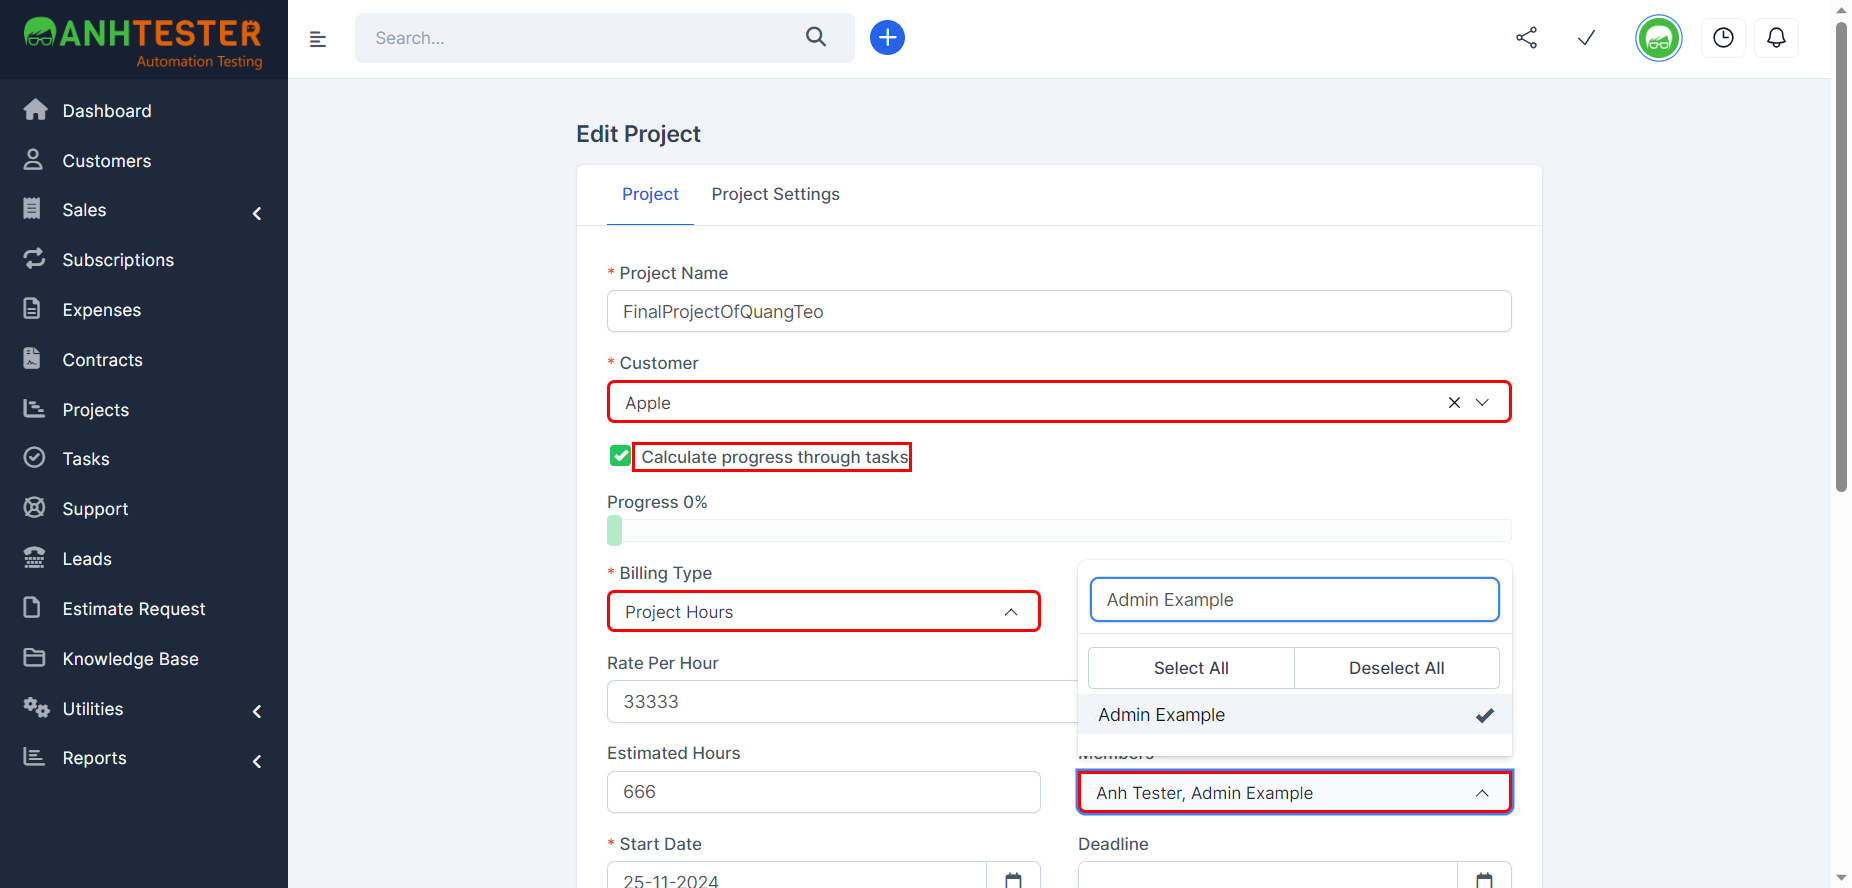 ANHTESTER
Automation Testing
Search...
Dashboard
Customers
Sales
Subscriptions
Expenses
Contracts
Projects
Tasks
Support
Leads
Estimate Request
Knowledge Base
Utilities
Reports
Edit Project
Project Project Settings
* Project Name
FinalProjectOfQuangTeo
* Customer
Apple
Calculate progress through tasks
Progress 0%
* Billing Type
Project Hours
Admin Example
Select All Deselect All
Admin Example
Rate Per Hour
33333
Estimated Hours
666
Members
Anh Tester, Admin Example
* Start Date
25-11-2024
Deadline